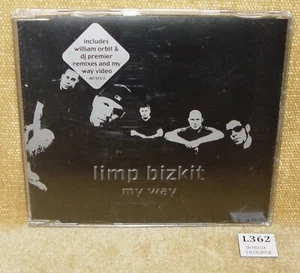 includes
william orbit &
dj premier
remixes and my
way video
limp bizkit
my way
L362